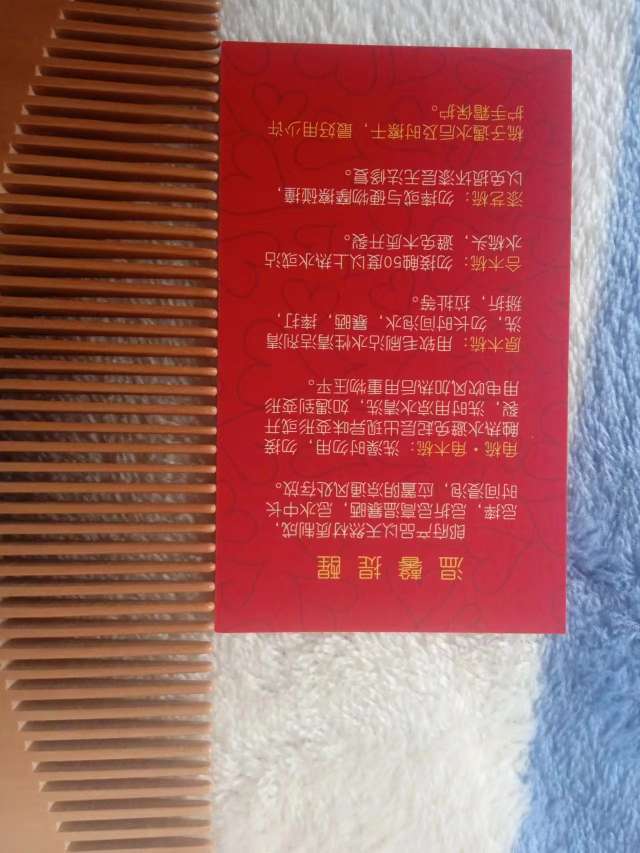 温馨提醒
郎府产品以天然材质制成，
忌摔，忌折忌高温暴晒，忌水中长
时间浸泡，应置阴凉通风处存放。
角梳·角木梳：洗澡时勿用，勿接
触热水避免起层出现异味变形或开
裂，洗时用凉水清洗，如遇到变形
用电吹风加热后用重物压平。
原木梳：用软毛刷沾水性清洁剂清
洗，勿长时间泡水，暴晒，摔打，
掰折，拉扯等。
合木梳：勿接触50度以上热水或沾
水梳头，避免木质开裂。
漆艺梳：勿摔或与硬物摩擦碰撞，
以免损坏漆层无法修复。
梳子遇水后及时擦干，最好用少许
护手霜保护。